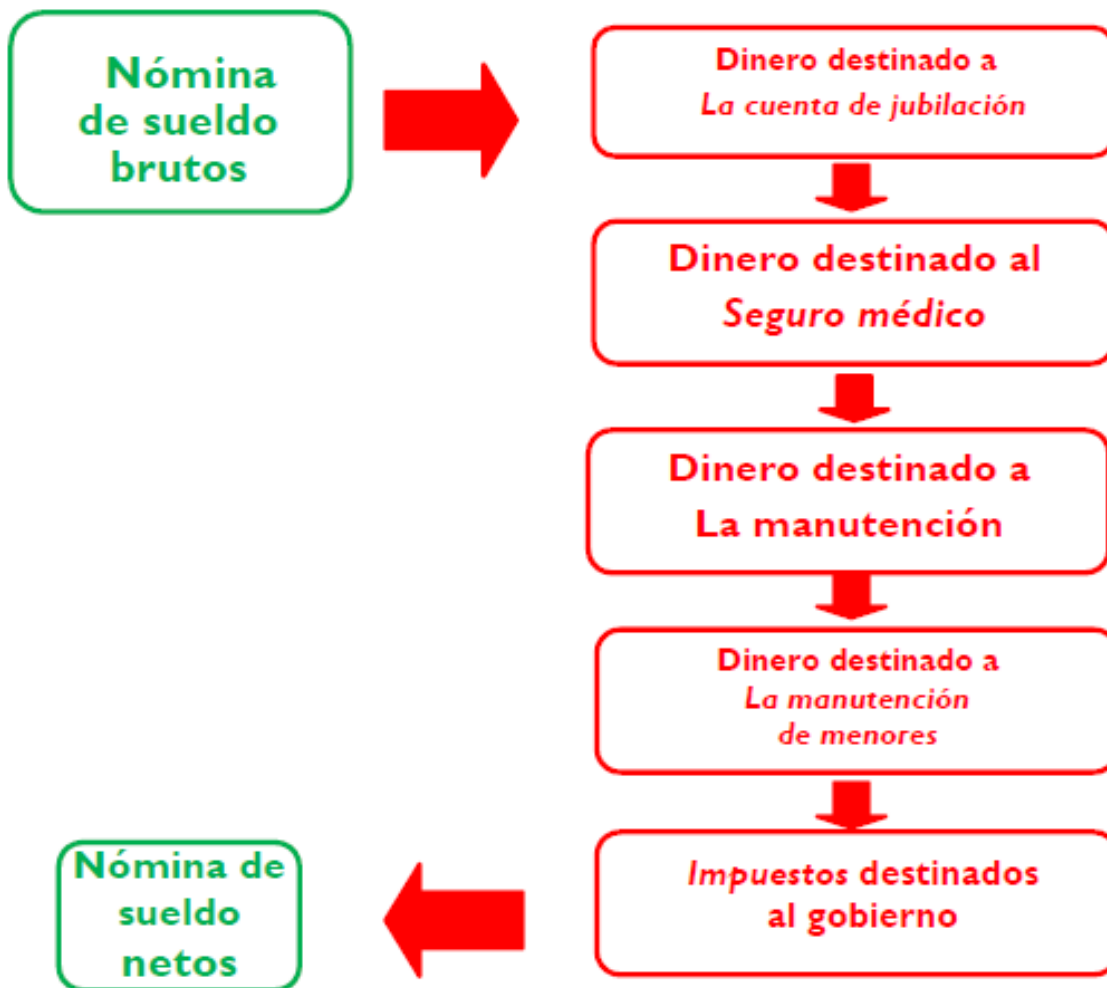 Nómina
de sueldo
brutos
Dinero destinado a
La cuenta de jubilación
Dinero destinado al
Seguro médico
Dinero destinado a
La manutención
Dinero destinado a
La manutención
de menores
Impuestos destinados
al gobierno
Nómina de
sueldo
netos